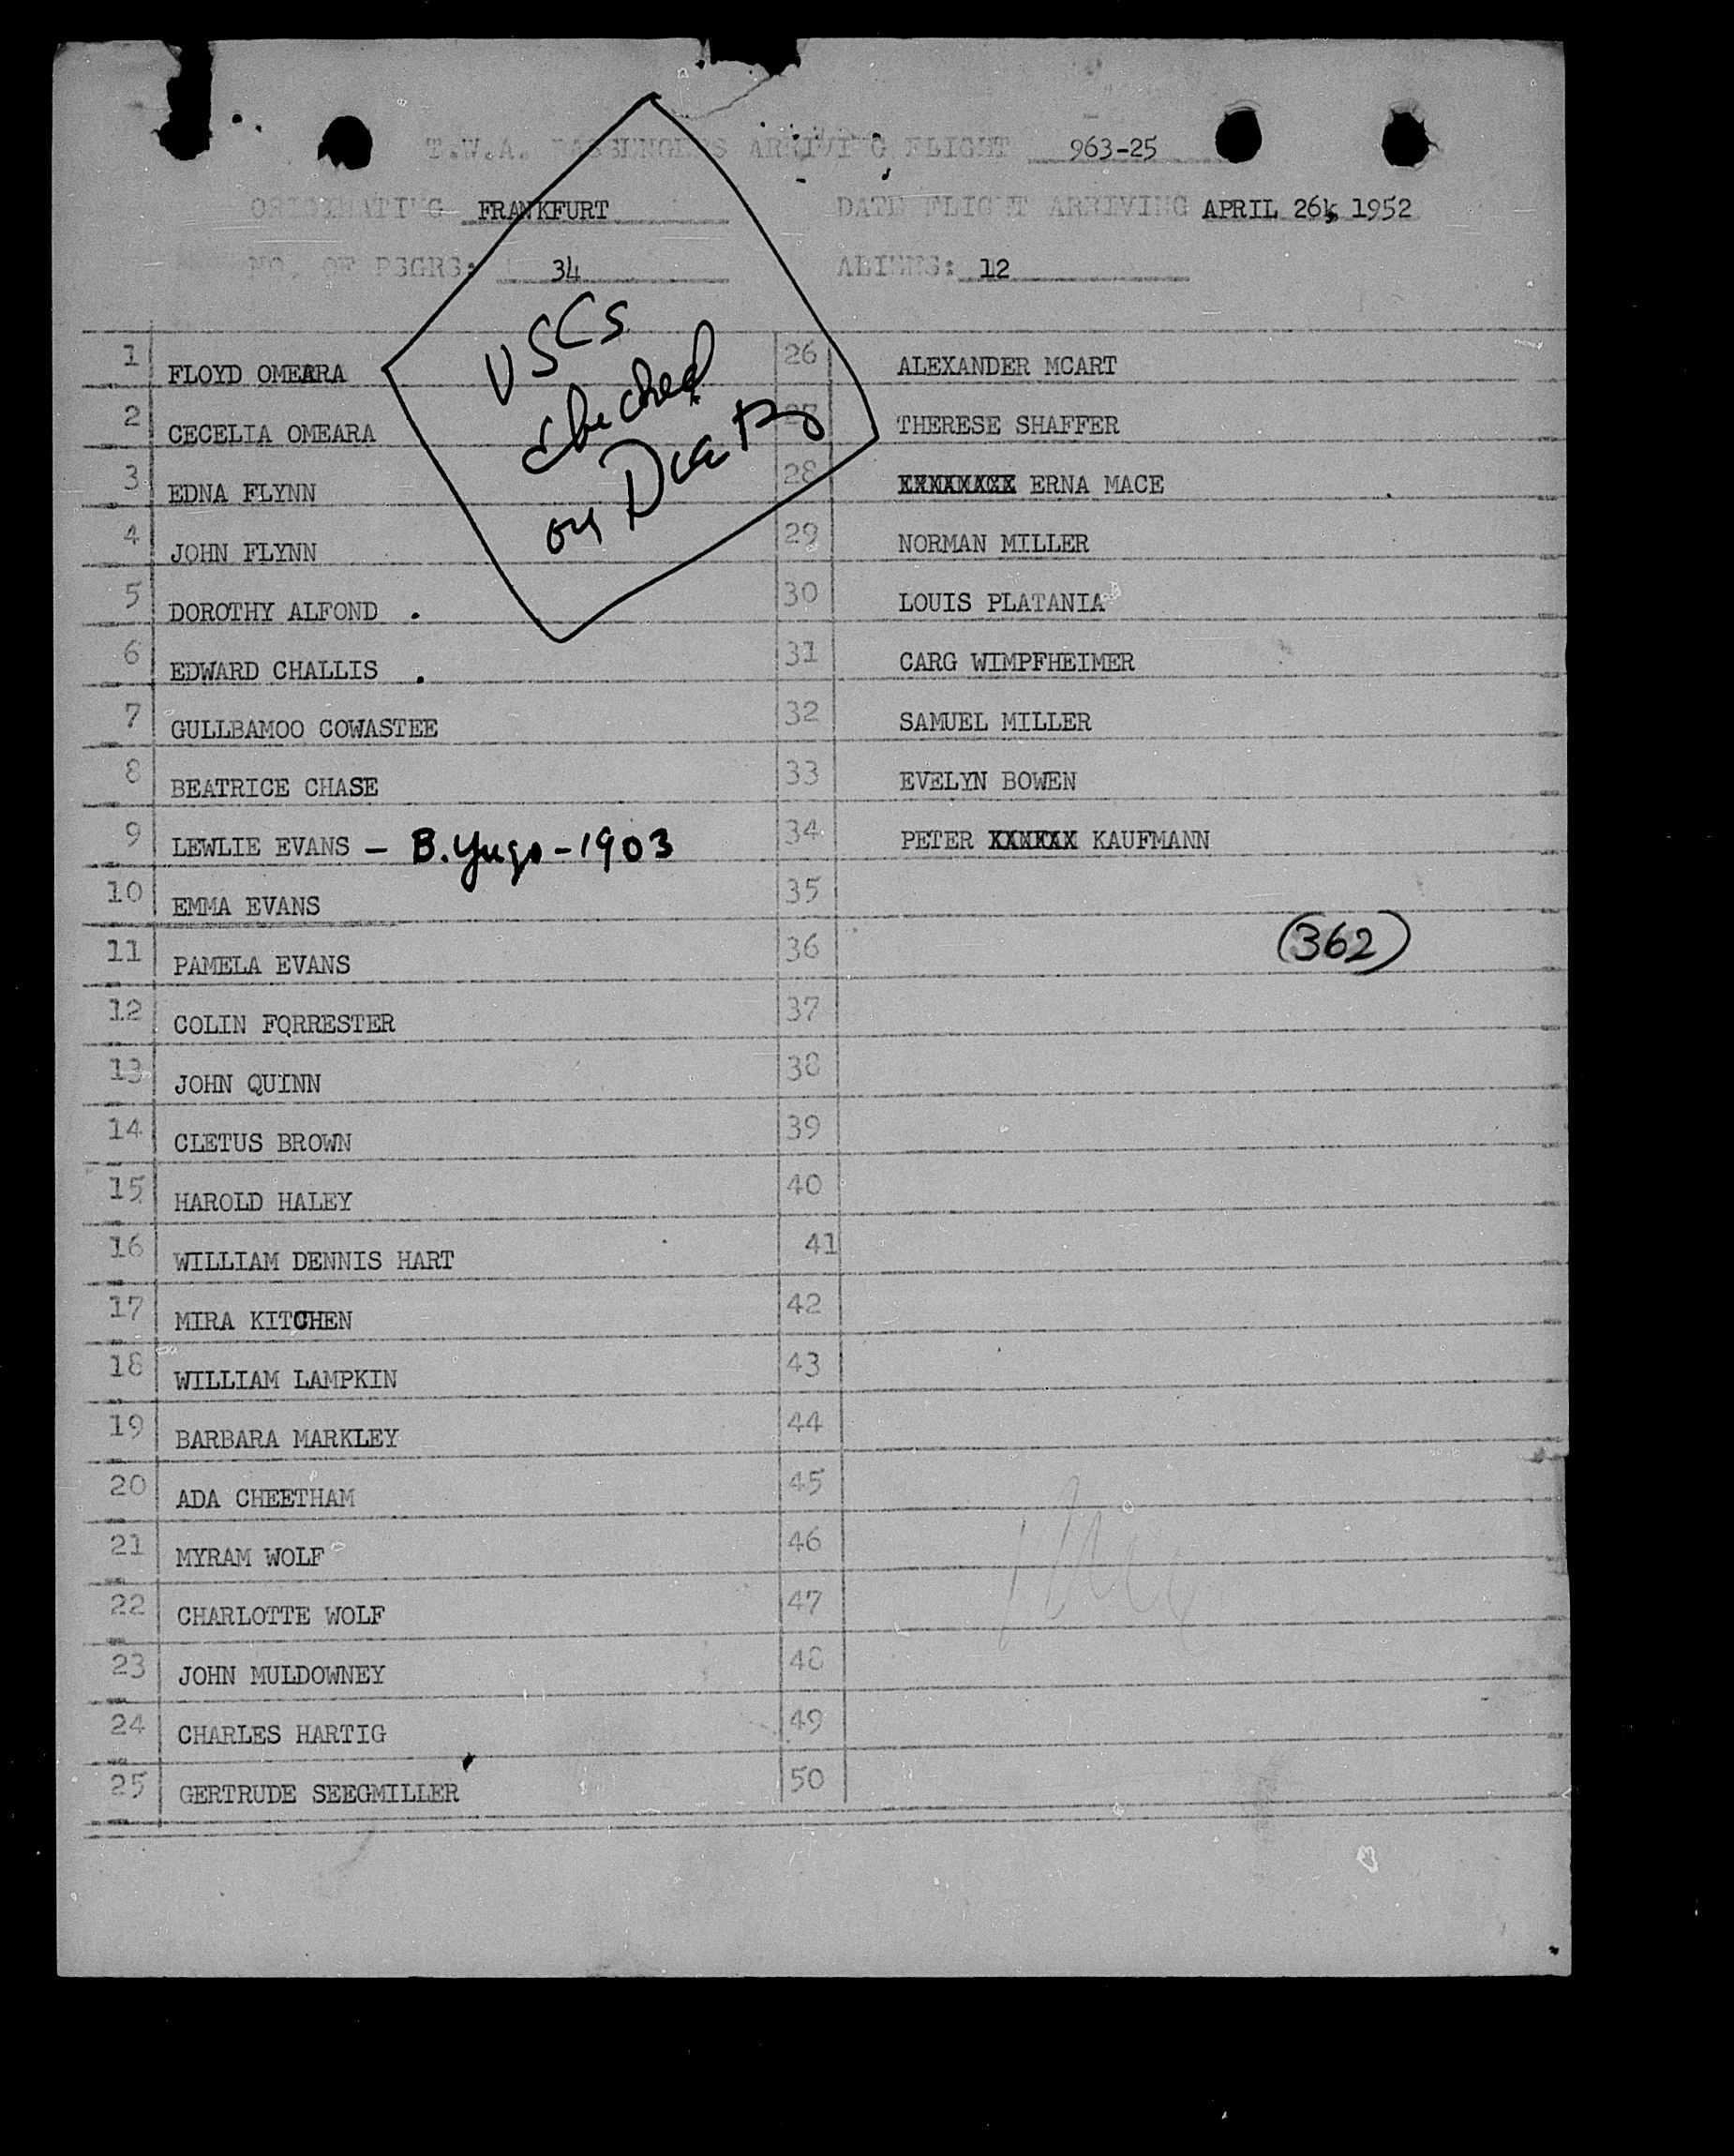 T.W.A. PASSENGERS ARRIVING FLIGHT 963-25
ORIGINATING FRANKFURT DATE FLIGHT ARRIVING APRIL 26, 1952
NO. OF PSGRS: 34 ALIENS: 12
USCs
checked
on
1 FLOYD OMEARA
2 CECELIA OMEARA
3 EDNA FLYNN
4 JOHN FLYNN
5 DOROTHY ALFOND .
6 EDWARD CHALLIS .
7 GULLBAMOO COWASTEE
8 BEATRICE CHASE
9 LEWLIE EVANS - B. Yugo - 1903
10 EMMA EVANS
11 PAMELA EVANS
12 COLIN FORRESTER
13 JOHN QUINN
14 CLETUS BROWN
15 HAROLD HALEY
16 WILLIAM DENNIS HART
17 MIRA KITCHEN
18 WILLIAM LAMPKIN
19 BARBARA MARKLEY
20 ADA CHEETHAM
21 MYRAM WOLF
22 CHARLOTTE WOLF
23 JOHN MULDOWNEY
24 CHARLES HARTIG
25 GERTRUDE SEEGMILLER
26 ALEXANDER MCART
27 THERESE SHAFFER
28 ERNA MACE
29 NORMAN MILLER
30 LOUIS PLATANIA
31 CARG WIMPFHEIMER
32 SAMUEL MILLER
33 EVELYN BOWEN
34 PETER KAUFMANN
35
36 (362)
37
38
39
40
41
42
43
44
45
46
47
48
49
50